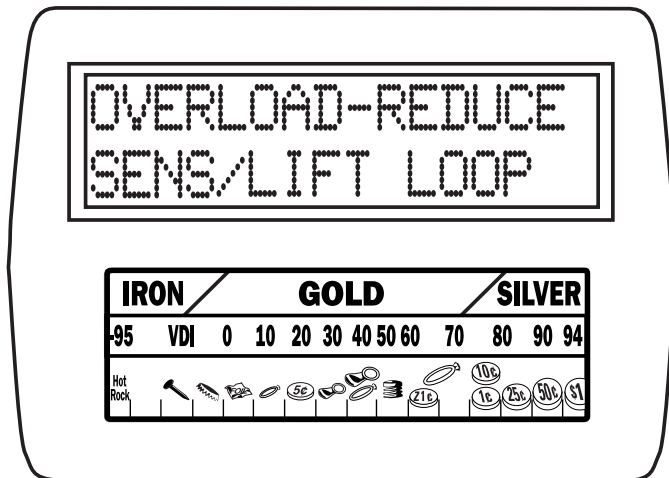 OVERLOAD-REDUCE
SENS/LIFT LOOP
IRON GOLD SILVER
-95 VDI 0 10 20 30 40 50 60 70 80 90 94
Hot
Rock
5¢
10¢
Z1¢ 1¢ 25¢ 50¢ $1